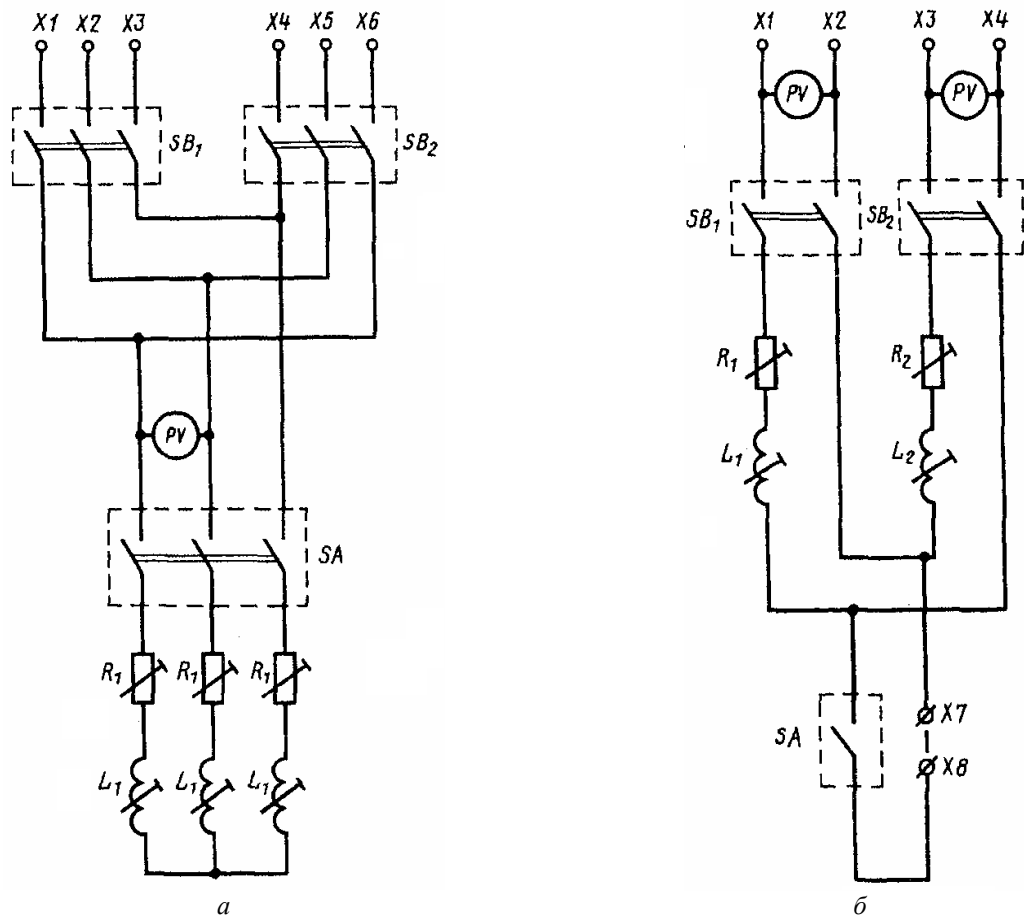 X1 X2 X3 X4 X5 X6
SB1 SB2
PV
SA
R1 R1 R1
L1 L1 L1
а
X1 X2 X3 X4
PV PV
SB1 SB2
R1 R2
L1 L2
SA X7
X8
б